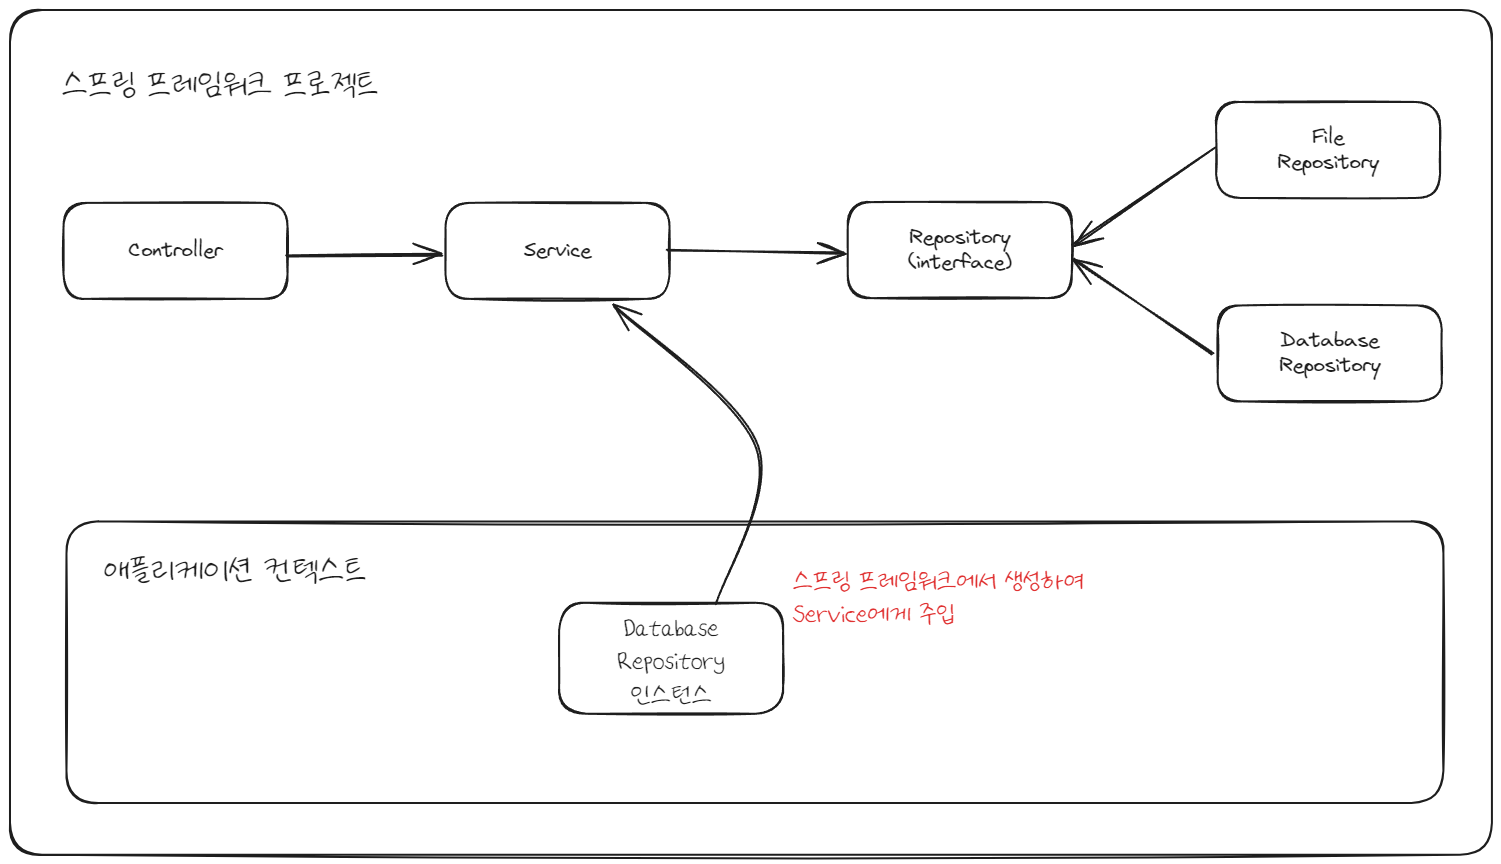 스프링 프레임워크 프로젝트
Controller
Service
Repository
(interface)
File
Repository
Database
Repository
애플리케이션 컨텍스트
Database
Repository
인스턴스
스프링 프레임워크에서 생성하여
Service에게 주입